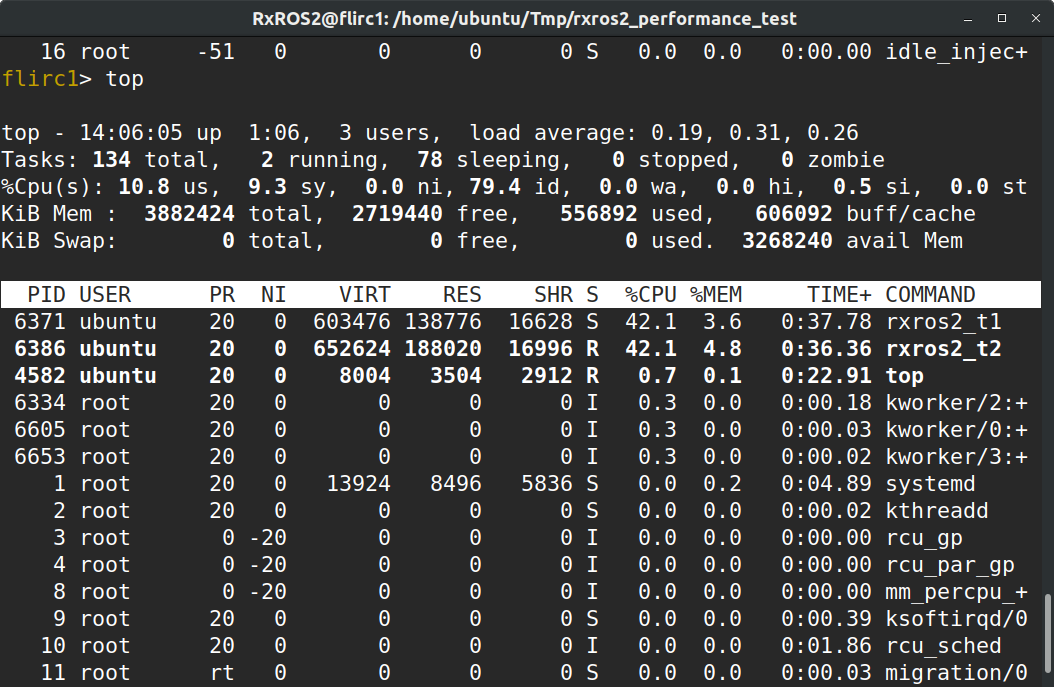 RxROS2@flirc1: /home/ubuntu/Tmp/rxros2_performance_test
16 root -51 0 0 0 0 S 0.0 0.0 0:00.00 idle_injec+
flirc1> top
top - 14:06:05 up 1:06, 3 users, load average: 0.19, 0.31, 0.26
Tasks: 134 total, 2 running, 78 sleeping, 0 stopped, 0 zombie
%Cpu(s): 10.8 us, 9.3 sy, 0.0 ni, 79.4 id, 0.0 wa, 0.0 hi, 0.5 si, 0.0 st
KiB Mem : 3882424 total, 2719440 free, 556892 used, 606092 buff/cache
KiB Swap: 0 total, 0 free, 0 used. 3268240 avail Mem
PID USER PR NI VIRT RES SHR S %CPU %MEM TIME+ COMMAND
6371 ubuntu 20 0 603476 138776 16628 S 42.1 3.6 0:37.78 rxros2_t1
6386 ubuntu 20 0 652624 188020 16996 R 42.1 4.8 0:36.36 rxros2_t2
4582 ubuntu 20 0 8004 3504 2912 R 0.7 0.1 0:22.91 top
6334 root 20 0 0 0 0 I 0.3 0.0 0:00.18 kworker/2:+
6605 root 20 0 0 0 0 I 0.3 0.0 0:00.03 kworker/0:+
6653 root 20 0 0 0 0 I 0.3 0.0 0:00.02 kworker/3:+
1 root 20 0 13924 8496 5836 S 0.0 0.2 0:04.89 systemd
2 root 20 0 0 0 0 S 0.0 0.0 0:00.02 kthreadd
3 root 0 -20 0 0 0 I 0.0 0.0 0:00.00 rcu_gp
4 root 0 -20 0 0 0 I 0.0 0.0 0:00.00 rcu_par_gp
8 root 0 -20 0 0 0 I 0.0 0.0 0:00.00 mm_percpu_+
9 root 20 0 0 0 0 S 0.0 0.0 0:00.39 ksoftirqd/0
10 root 20 0 0 0 0 I 0.0 0.0 0:01.86 rcu_sched
11 root rt 0 0 0 0 S 0.0 0.0 0:00.03 migration/0